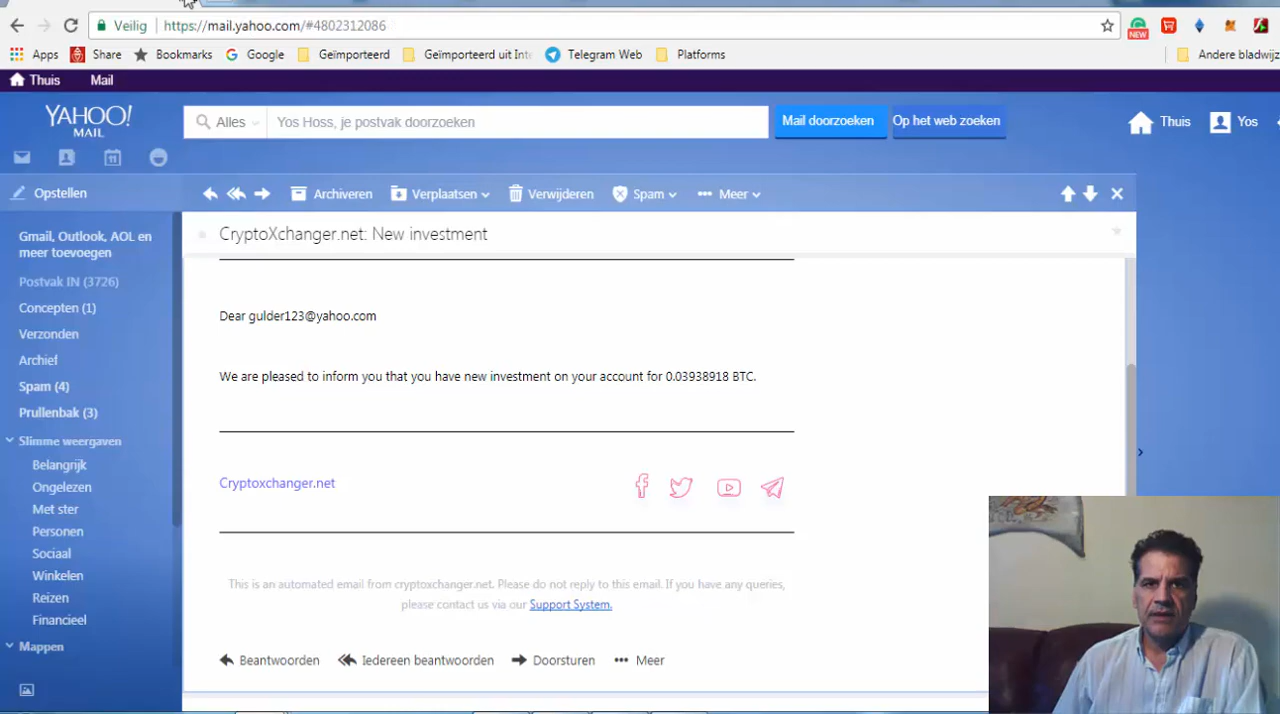 Veilig https://mail.yahoo.com/#4802312086
NEW
Apps Share Bookmarks Google Geïmporteerd Geïmporteerd uit Inte Telegram Web Platforms Andere bladwijz
Thuis Mail
YAHOO!
MAIL
Alles Yos Hoss, je postvak doorzoeken Mail doorzoeken Op het web zoeken Thuis Yos
11
Opstellen Archiveren Verplaatsen Verwijderen Spam Meer
CryptoXchanger.net: New investment
Gmail, Outlook, AOL en
meer toevoegen
Postvak IN (3726)
Concepten (1)
Verzonden
Archief
Spam (4)
Prullenbak (3)
Slimme weergaven
Belangrijk
Ongelezen
Met ster
Personen
Sociaal
Winkelen
Reizen
Financieel
Mappen
Dear gulder123@yahoo.com
We are pleased to inform you that you have new investment on your account for 0.03938918 BTC.
Cryptoxchanger.net
This is an automated email from cryptoxchanger.net. Please do not reply to this email. If you have any queries,
please contact us via our Support System.
Beantwoorden Iedereen beantwoorden Doorsturen Meer